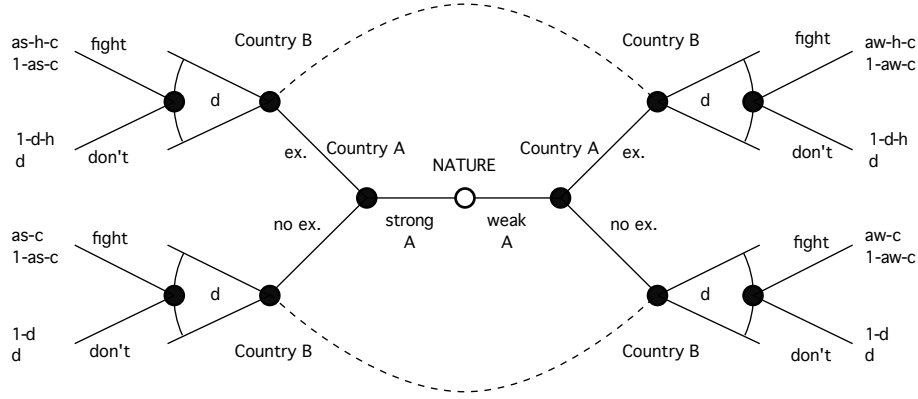 as-h-c
1-as-c
fight
Country B
Country B
fight
aw-h-c
1-aw-c
d
d
1-d-h
d
don't
ex.
Country A
NATURE
Country A
ex.
don't
1-d-h
d
as-c
1-as-c
fight
no ex.
strong
A
weak
A
no ex.
fight
aw-c
1-aw-c
d
d
1-d
d
don't
Country B
Country B
don't
1-d
d